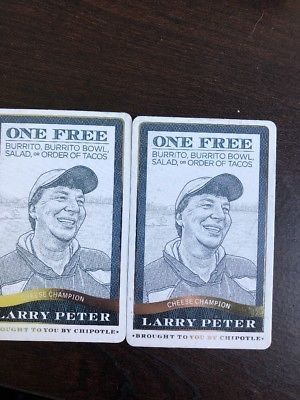 ONE FREE
BURRITO, BURRITO BOWL,
SALAD, OR ORDER OF TACOS
CHEESE CHAMPION
LARRY PETER
BROUGHT TO YOU BY CHIPOTLE
ONE FREE
BURRITO, BURRITO BOWL,
SALAD, OR ORDER OF TACOS
CHEESE CHAMPION
LARRY PETER
•BROUGHT TO YOU BY CHIPOTLE•